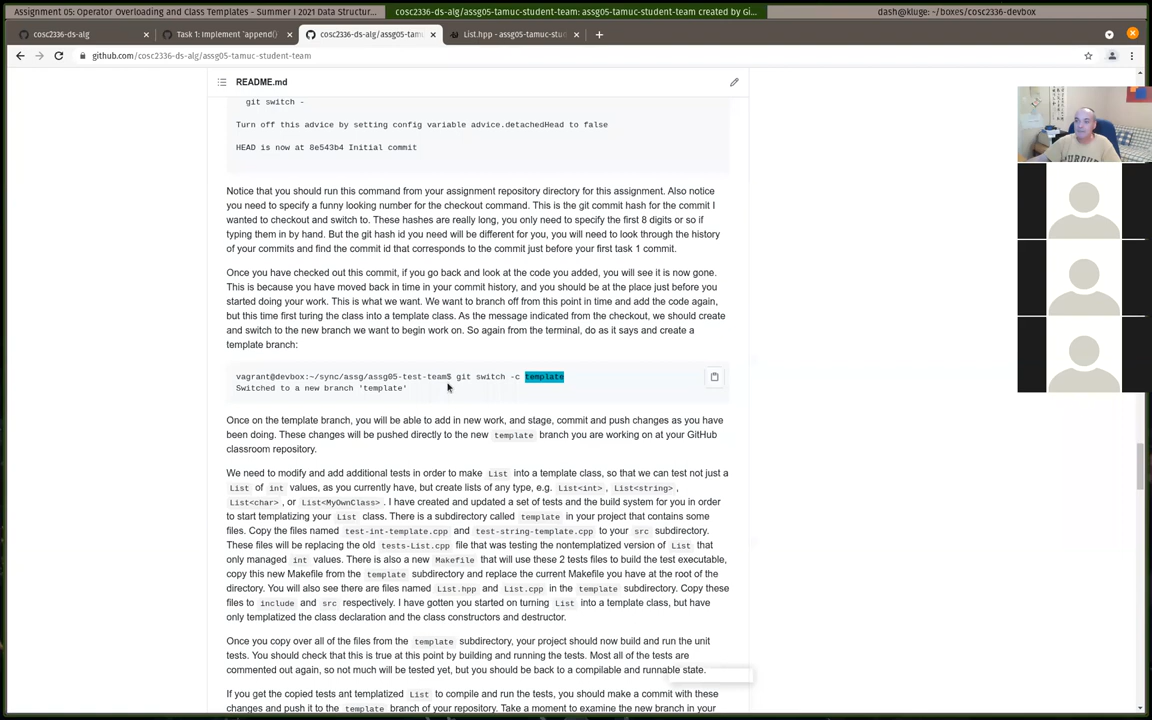 Assignment 05: Operator Overloading and Class Templates - Summer I 2021 Data Structur...
cosc2336-ds-alg/assg05-tamuc-student-team: assg05-tamuc-student-team created by Gi...
dash@kluge: ~/boxes/cosc2336-devbox
cosc2336-ds-alg
Task 1: Implement `append()
cosc2336-ds-alg/assg05-tam
List.hpp - assg05-tamuc-stud
github.com/cosc2336-ds-alg/assg05-tamuc-student-team
README.md
git switch -
Turn off this advice by setting config variable advice.detachedHead to false
HEAD is now at 8e543b4 Initial commit
Notice that you should run this command from your assignment repository directory for this assignment. Also notice
you need to specify a funny looking number for the checkout command. This is the git commit hash for the commit I
wanted to checkout and switch to. These hashes are really long, you only need to specify the first 8 digits or so if
typing them in by hand. But the git hash id you need will be different for you, you will need to look through the history
of your commits and find the commit id that corresponds to the commit just before your first task 1 commit.
Once you have checked out this commit, if you go back and look at the code you added, you will see it is now gone.
This is because you have moved back in time in your commit history, and you should be at the place just before you
started doing your work. This is what we want. We want to branch off from this point in time and add the code again,
but this time first turing the class into a template class. As the message indicated from the checkout, we should create
and switch to the new branch we want to begin work on. So again from the terminal, do as it says and create a
template branch:
vagrant@devbox:~/sync/assg/assg05-test-team$ git switch -c template
Switched to a new branch 'template'
Once on the template branch, you will be able to add in new work, and stage, commit and push changes as you have
been doing. These changes will be pushed directly to the new template branch you are working on at your GitHub
classroom repository.
We need to modify and add additional tests in order to make List into a template class, so that we can test not just a
List of int values, as you currently have, but create lists of any type, e.g. List<int>, List<string>,
List<char>, or List<MyOwnClass>. I have created and updated a set of tests and the build system for you in order
to start templatizing your List class. There is a subdirectory called template in your project that contains some
files. Copy the files named test-int-template.cpp and test-string-template.cpp to your src subdirectory.
These files will be replacing the old tests-List.cpp file that was testing the nontemplatized version of List that
only managed int values. There is also a new Makefile that will use these 2 tests files to build the test executable,
copy this new Makefile from the template subdirectory and replace the current Makefile you have at the root of the
directory. You will also see there are files named List.hpp and List.cpp in the template subdirectory. Copy these
files to include and src respectively. I have gotten you started on turning List into a template class, but have
only templatized the class declaration and the class constructors and destructor.
Once you copy over all of the files from the template subdirectory, your project should now build and run the unit
tests. You should check that this is true at this point by building and running the tests. Most all of the tests are
commented out again, so not much will be tested yet, but you should be back to a compilable and runnable state.
If you get the copied tests ant templatized List to compile and run the tests, you should make a commit with these
changes and push it to the template branch of your repository. Take a moment to examine the new branch in your